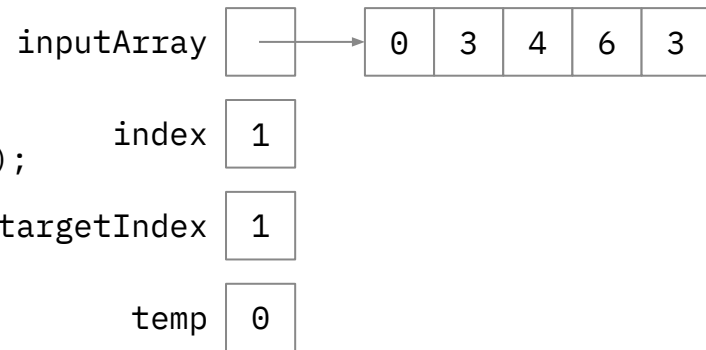 inputArray 0 3 4 6 3
index 1
);
targetIndex 1
temp 0